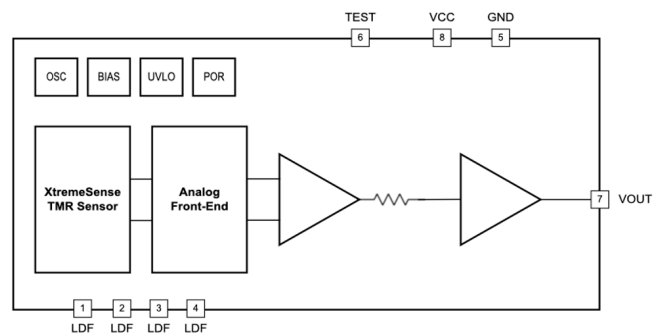 TEST VCC GND
6 8 5
OSC BIAS UVLO POR
XtremeSense
TMR Sensor
Analog
Front-End
7 VOUT
1 2 3 4
LDF LDF LDF LDF